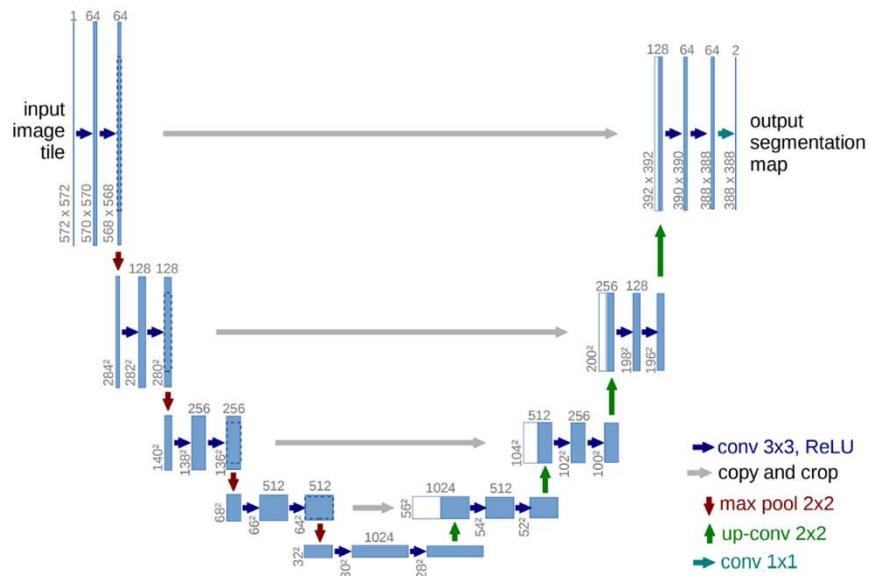 1 64 64
128 64 64 2
input
image
tile
output
segmentation
map
572 x 572
570 x 570
568 x 568
392 x 392
390 x 390
388 x 388
388 x 388
128 128
256 128
284²
282²
280²
200²
198²
196²
256 256
512 256
140²
138²
136²
104²
102²
100²
512 512
1024 512
68²
66²
64²
56²
54²
52²
1024
32²
30²
28²
conv 3x3, ReLU
copy and crop
max pool 2x2
up-conv 2x2
conv 1x1